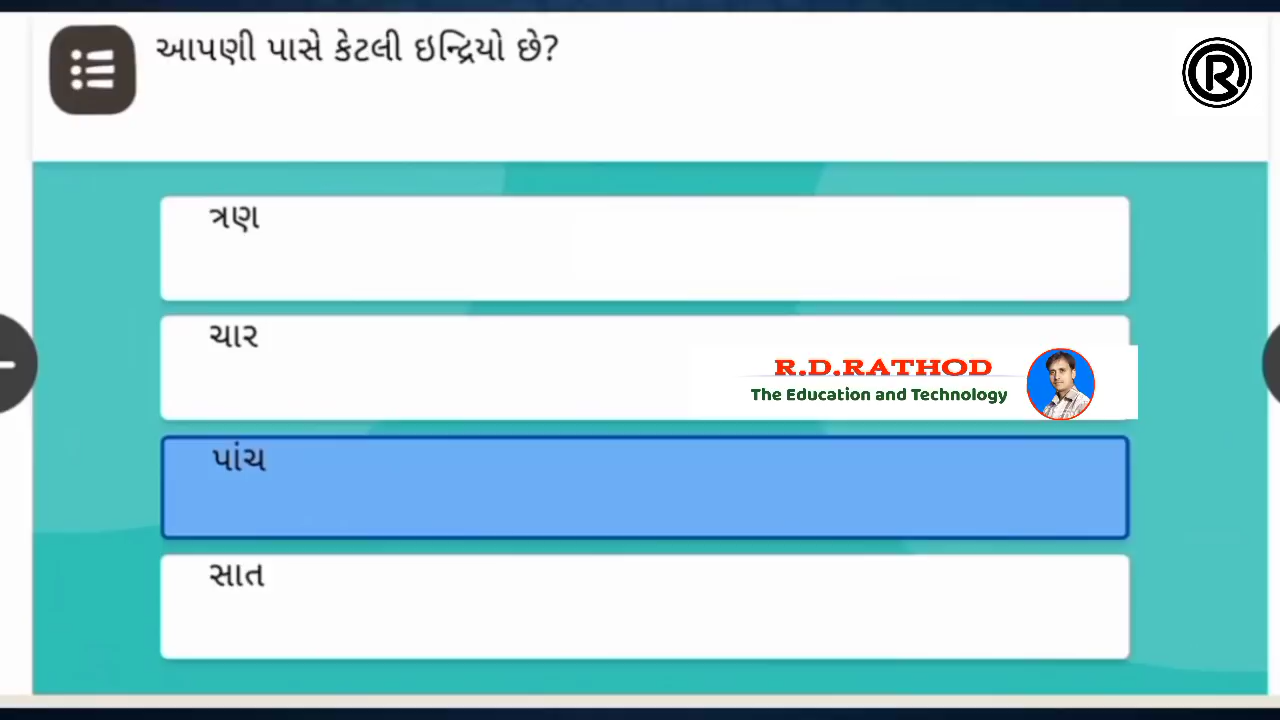 આપણી પાસે કેટલી ઇન્દ્રિયો છે?
R
ત્રણ
ચાર
R.D.RATHOD
The Education and Technology
પાંચ
સાત